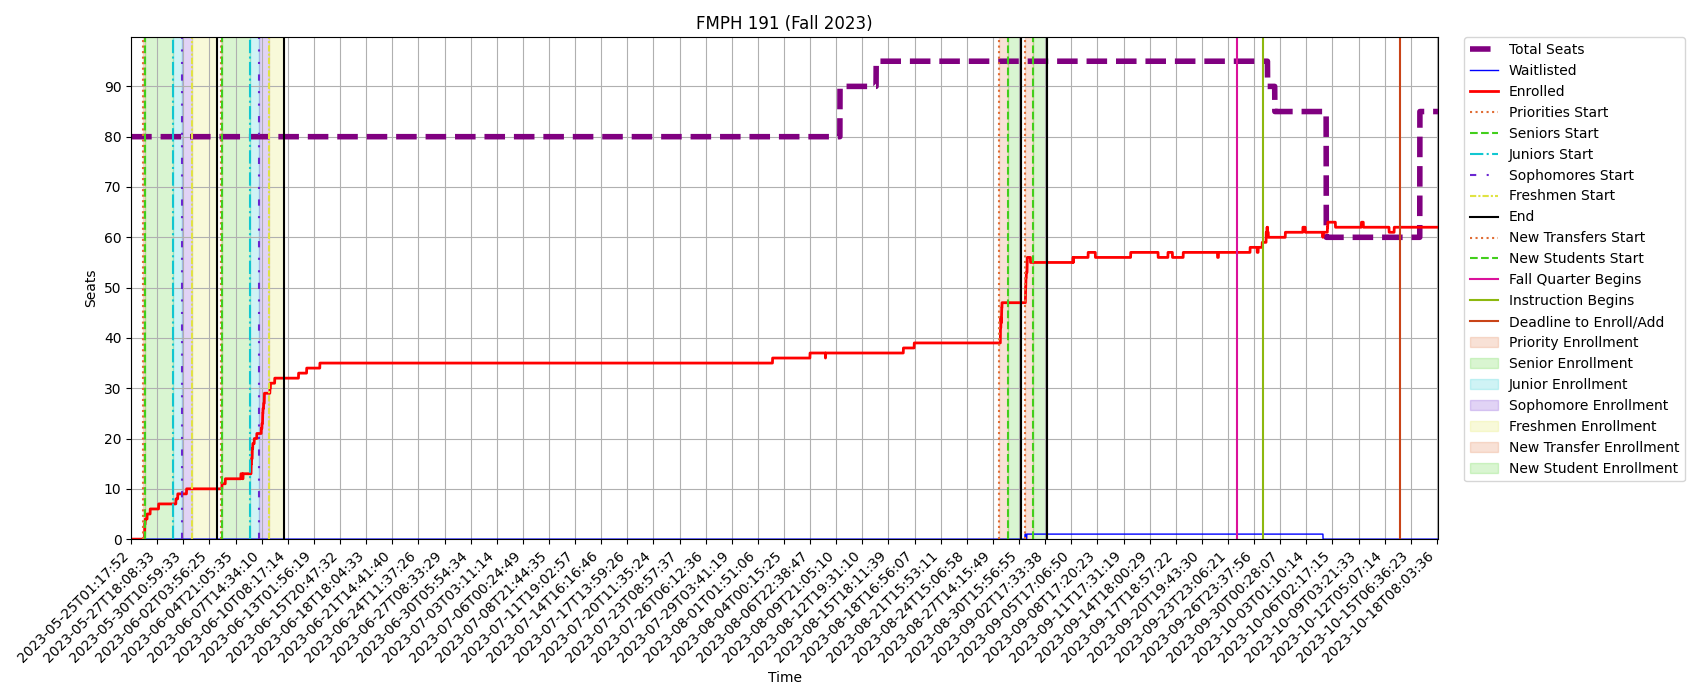 FMPH 191 (Fall 2023)
Seats
90
80
70
60
50
40
30
20
10
0
2023-05-25T01:17:52
2023-05-27T18:08:33
2023-05-30T10:59:33
2023-06-02T03:56:25
2023-06-04T21:05:35
2023-06-07T14:34:10
2023-06-10T08:17:14
2023-06-13T01:56:19
2023-06-15T20:47:32
2023-06-18T18:04:33
2023-06-21T14:41:40
2023-06-24T11:37:26
2023-06-27T08:33:29
2023-06-30T05:54:34
2023-07-03T03:11:14
2023-07-06T00:24:49
2023-07-08T21:44:35
2023-07-11T19:02:57
2023-07-14T16:16:46
2023-07-17T13:59:26
2023-07-20T11:35:24
2023-07-23T08:57:37
2023-07-26T06:12:36
2023-07-29T03:41:19
2023-08-01T01:51:06
2023-08-04T00:15:25
2023-08-06T22:38:47
2023-08-09T21:05:10
2023-08-12T19:31:10
2023-08-15T18:11:39
2023-08-18T16:56:07
2023-08-21T15:53:11
2023-08-24T15:06:58
2023-08-27T14:15:49
2023-08-30T15:56:55
2023-09-02T17:33:38
2023-09-05T17:06:50
2023-09-08T17:20:23
2023-09-11T17:31:19
2023-09-14T18:00:29
2023-09-17T18:57:22
2023-09-20T19:43:30
2023-09-23T22:06:21
2023-09-26T23:37:56
2023-09-30T00:28:07
2023-10-03T01:10:14
2023-10-06T02:17:15
2023-10-09T03:21:33
2023-10-12T05:07:14
2023-10-15T06:36:23
2023-10-18T08:03:36
Time
Total Seats
Waitlisted
Enrolled
Priorities Start
Seniors Start
Juniors Start
Sophomores Start
Freshmen Start
End
New Transfers Start
New Students Start
Fall Quarter Begins
Instruction Begins
Deadline to Enroll/Add
Priority Enrollment
Senior Enrollment
Junior Enrollment
Sophomore Enrollment
Freshmen Enrollment
New Transfer Enrollment
New Student Enrollment